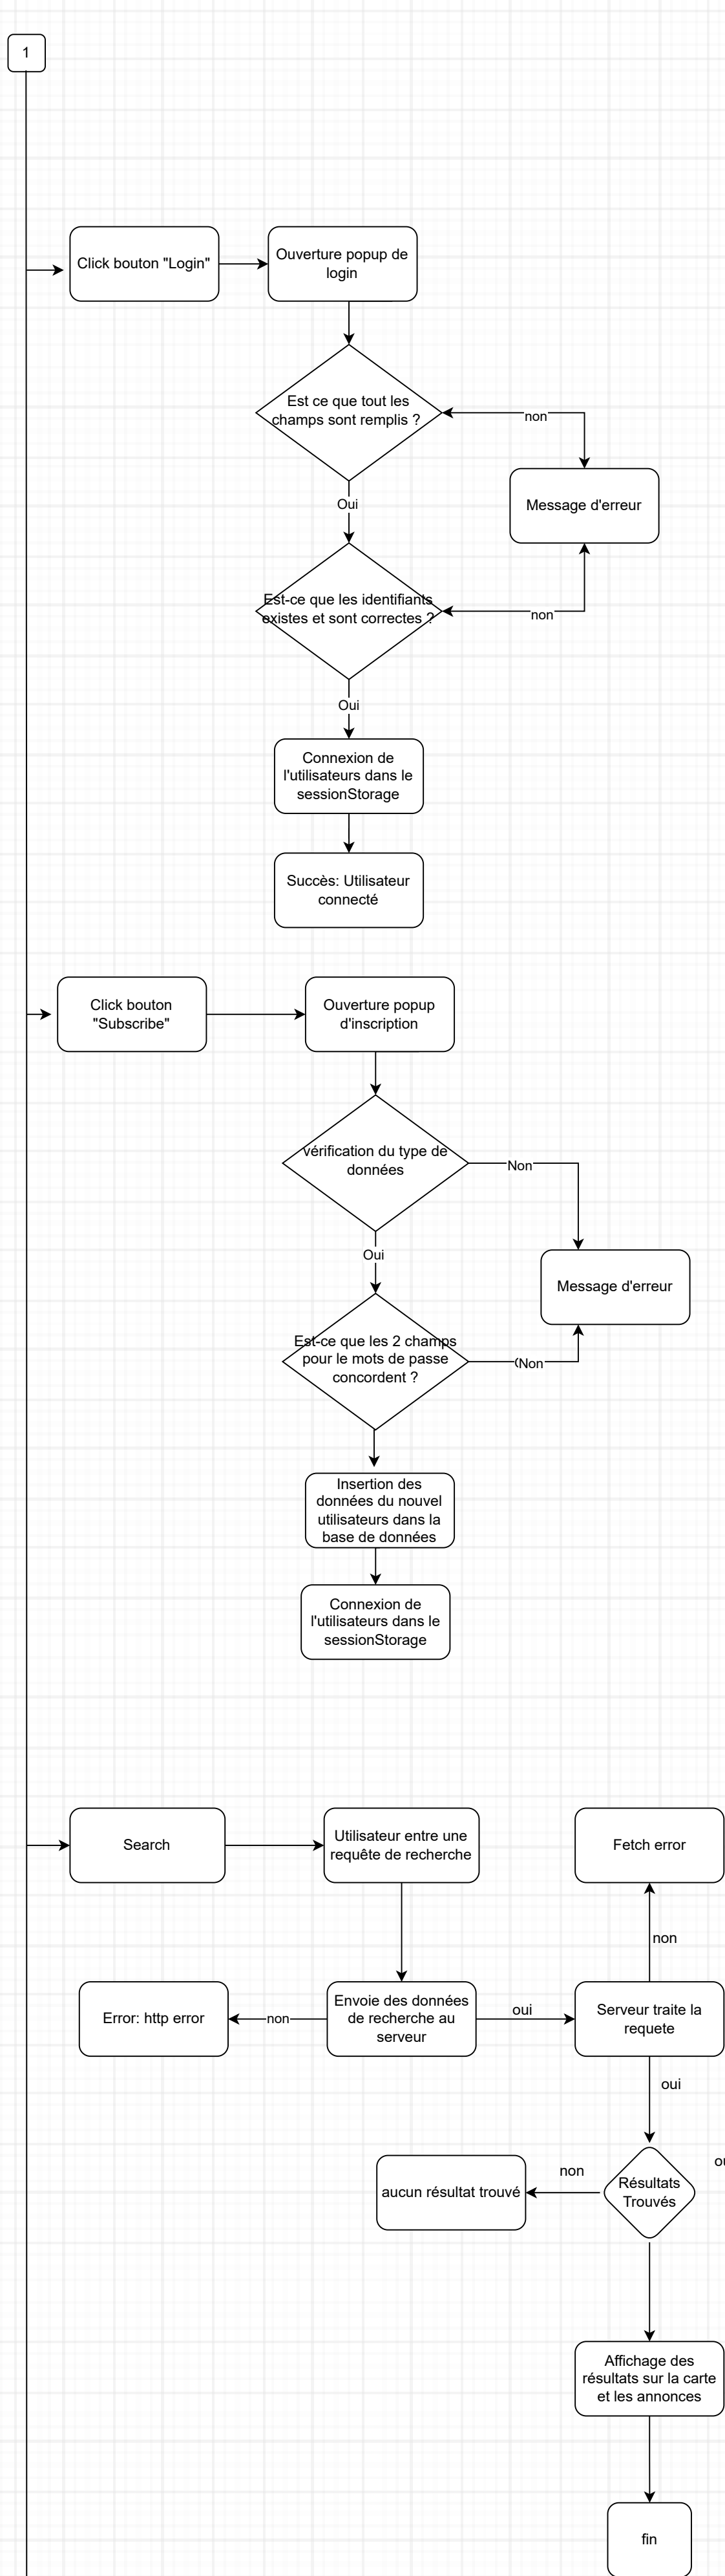 1
Click bouton "Login"
Ouverture popup de
login
Est ce que tout les
champs sont remplis ?
non
Message d'erreur
Oui
Est-ce que les identifiants
existes et sont correctes ?
non
Oui
Connexion de
l'utilisateurs dans le
sessionStorage
Succès: Utilisateur
connecté
Click bouton
"Subscribe"
Ouverture popup
d'inscription
vérification du type de
données
Non
Oui
Message d'erreur
Est-ce que les 2 champs
pour le mots de passe
concordent ?
Non
Insertion des
données du nouvel
utilisateurs dans la
base de données
Connexion de
l'utilisateurs dans le
sessionStorage
Search
Utilisateur entre une
requête de recherche
Fetch error
non
Error: http error
non
Envoie des données
de recherche au
serveur
oui
Serveur traite la
requete
oui
aucun résultat trouvé
non
Résultats
Trouvés
Affichage des
résultats sur la carte
et les annonces
fin